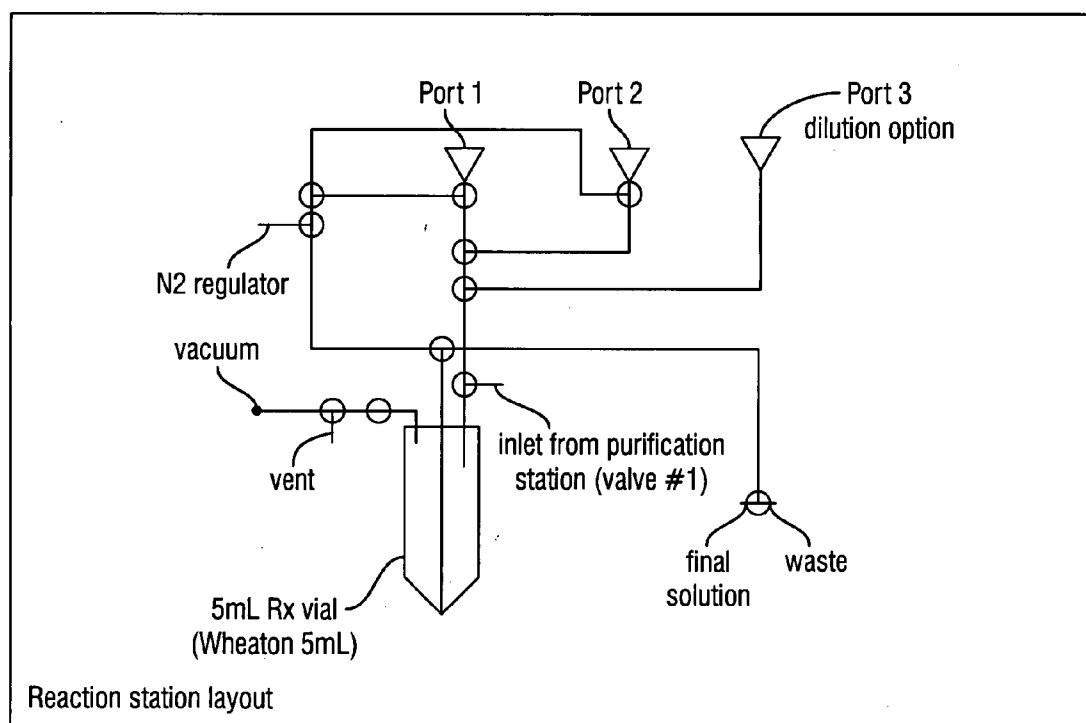 Port 1
Port 2
Port 3
dilution option
N2 regulator
vacuum
vent
inlet from purification
station (valve #1)
final
solution
waste
5mL Rx vial
(Wheaton 5mL)
Reaction station layout